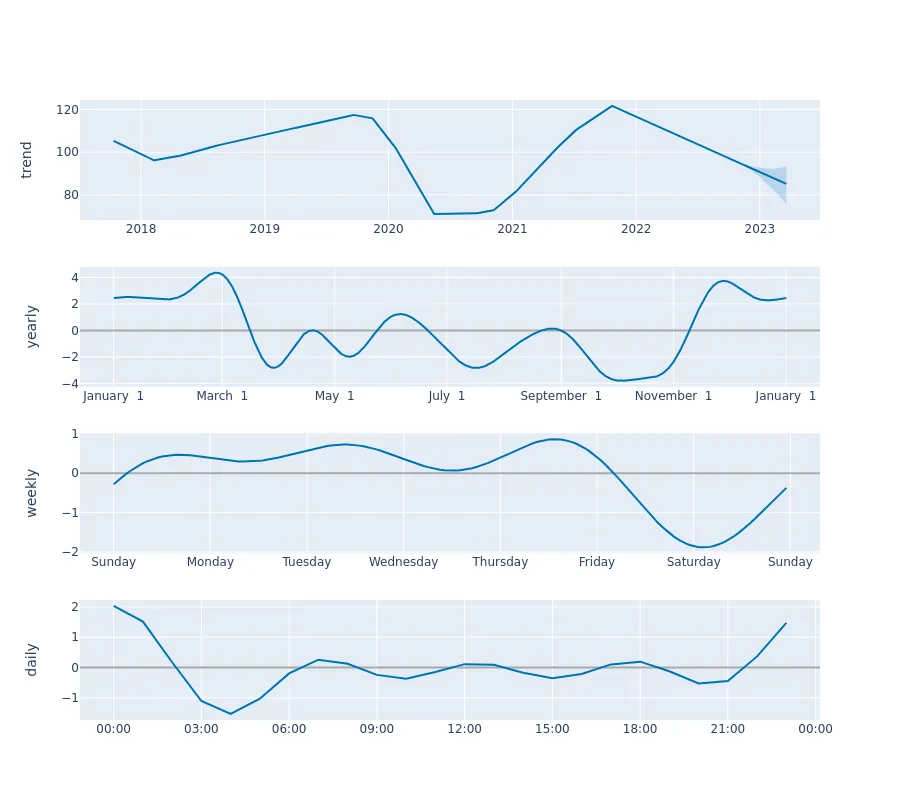 120
100
80
trend
2018 2019 2020 2021 2022 2023
4
2
0
−2
−4
yearly
January 1 March 1 May 1 July 1 September 1 November 1 January 1
1
0
−1
−2
weekly
Sunday Monday Tuesday Wednesday Thursday Friday Saturday Sunday
2
1
0
−1
daily
00:00 03:00 06:00 09:00 12:00 15:00 18:00 21:00 00:00